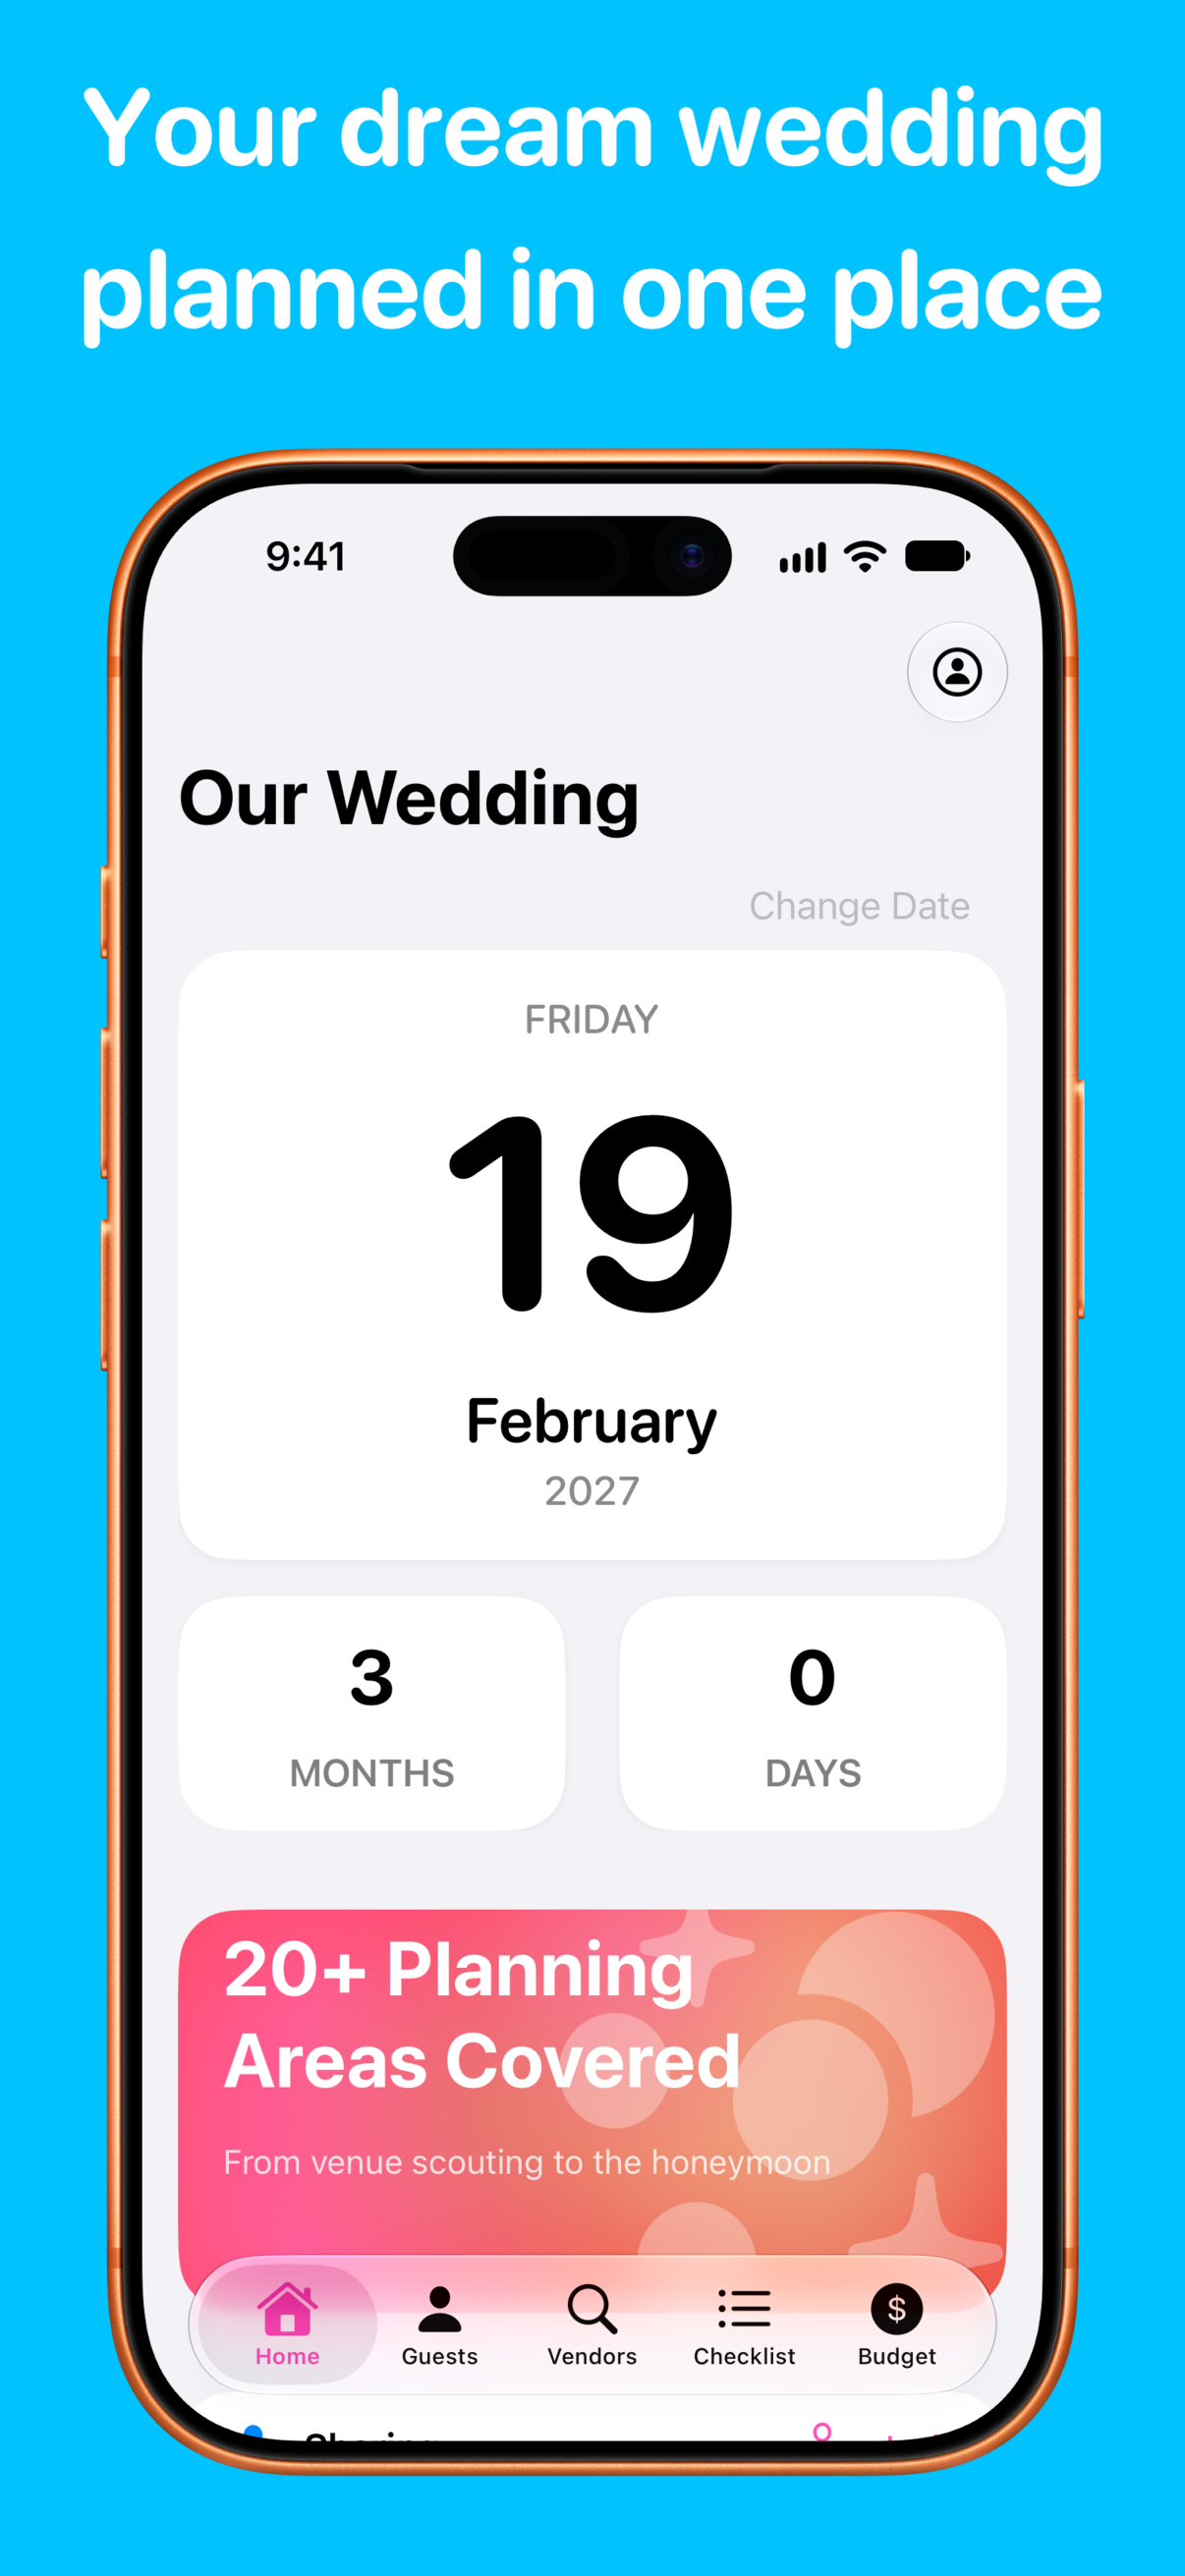 Your dream wedding
planned in one place
9:41
Our Wedding
Change Date
FRIDAY
19
February
2027
3
MONTHS
0
DAYS
20+ Planning
Areas Covered
From venue scouting to the honeymoon
$
Home
Guests
Vendors
Checklist
Budget